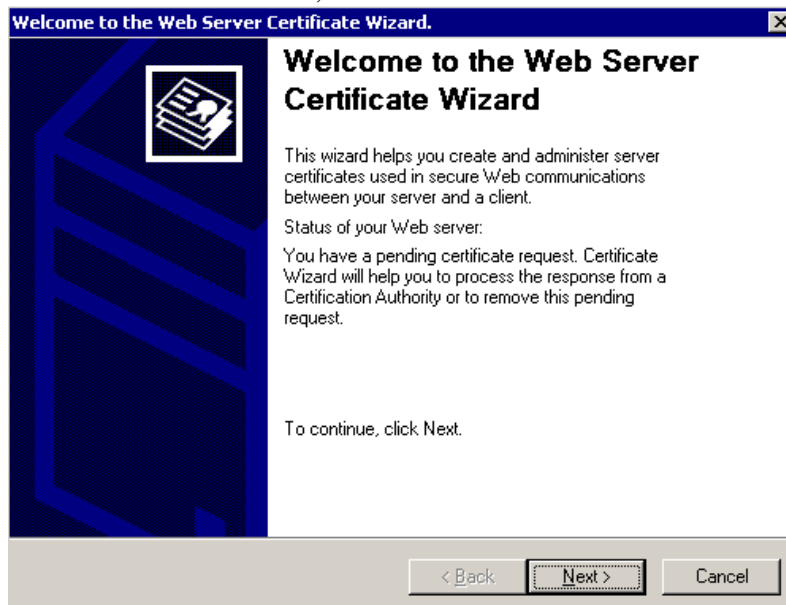 Welcome to the Web Server Certificate Wizard.
Welcome to the Web Server
Certificate Wizard
This wizard helps you create and administer server
certificates used in secure Web communications
between your server and a client.
Status of your Web server:
You have a pending certificate request. Certificate
Wizard will help you to process the response from a
Certification Authority or to remove this pending
request.
To continue, click Next.
< Back
Next >
Cancel